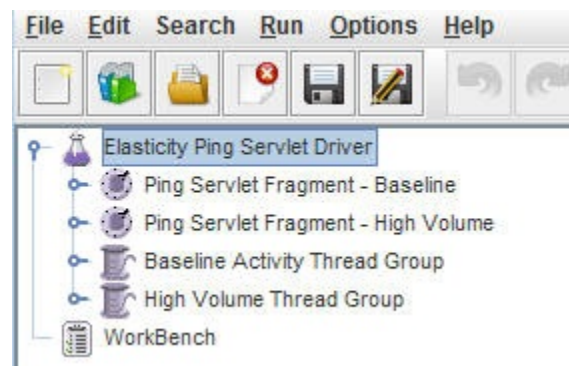 File Edit Search Run Options Help
Elasticity Ping Servlet Driver
Ping Servlet Fragment - Baseline
Ping Servlet Fragment - High Volume
Baseline Activity Thread Group
High Volume Thread Group
WorkBench